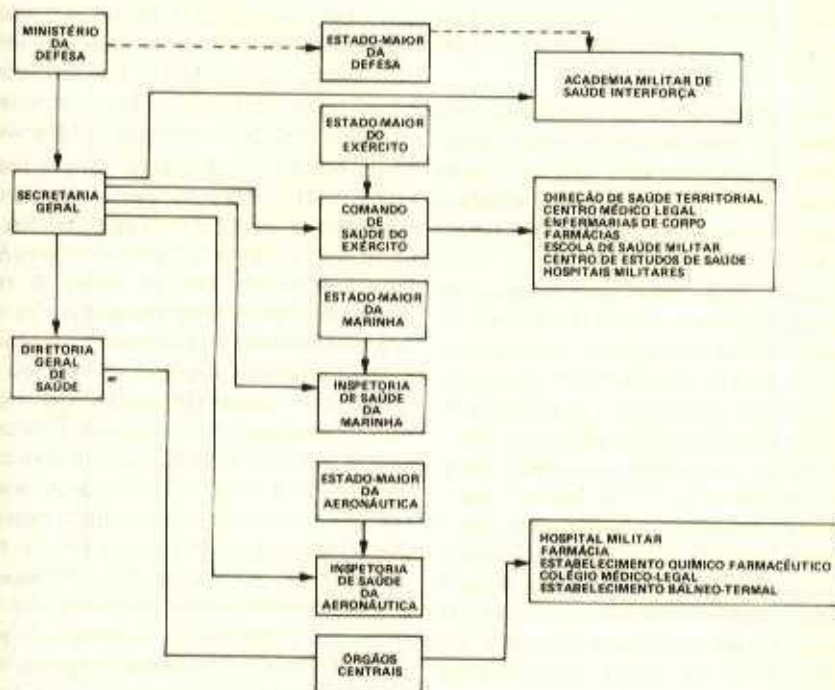 MINISTÉRIO
DA
DEFESA
ESTADO-MAIOR
DA
DEFESA
ACADEMIA MILITAR DE
SAÚDE INTERFORÇA
ESTADO-MAIOR
DO
EXÉRCITO
SECRETARIA
GERAL
COMANDO
DE
SAÚDE DO
EXÉRCITO
DIREÇÃO DE SAÚDE TERRITORIAL
CENTRO MÉDICO LEGAL
ENFERMARIAS DE CORPO
FARMÁCIAS
ESCOLA DE SAÚDE MILITAR
CENTRO DE ESTUDOS DE SAÚDE
HOSPITAIS MILITARES
ESTADO-MAIOR
DA
MARINHA
DIRETORIA
GERAL
DE
SAÚDE
INSPETORIA
DE SAÚDE
DA
MARINHA
ESTADO-MAIOR
DA
AERONÁUTICA
INSPETORIA
DE SAÚDE
DA
AERONÁUTICA
HOSPITAL MILITAR
FARMÁCIA
ESTABELECIMENTO QUÍMICO FARMACÊUTICO
COLÉGIO MÉDICO-LEGAL
ESTABELECIMENTO BÁLNEO-TERMAL
ÓRGÃOS
CENTRAIS